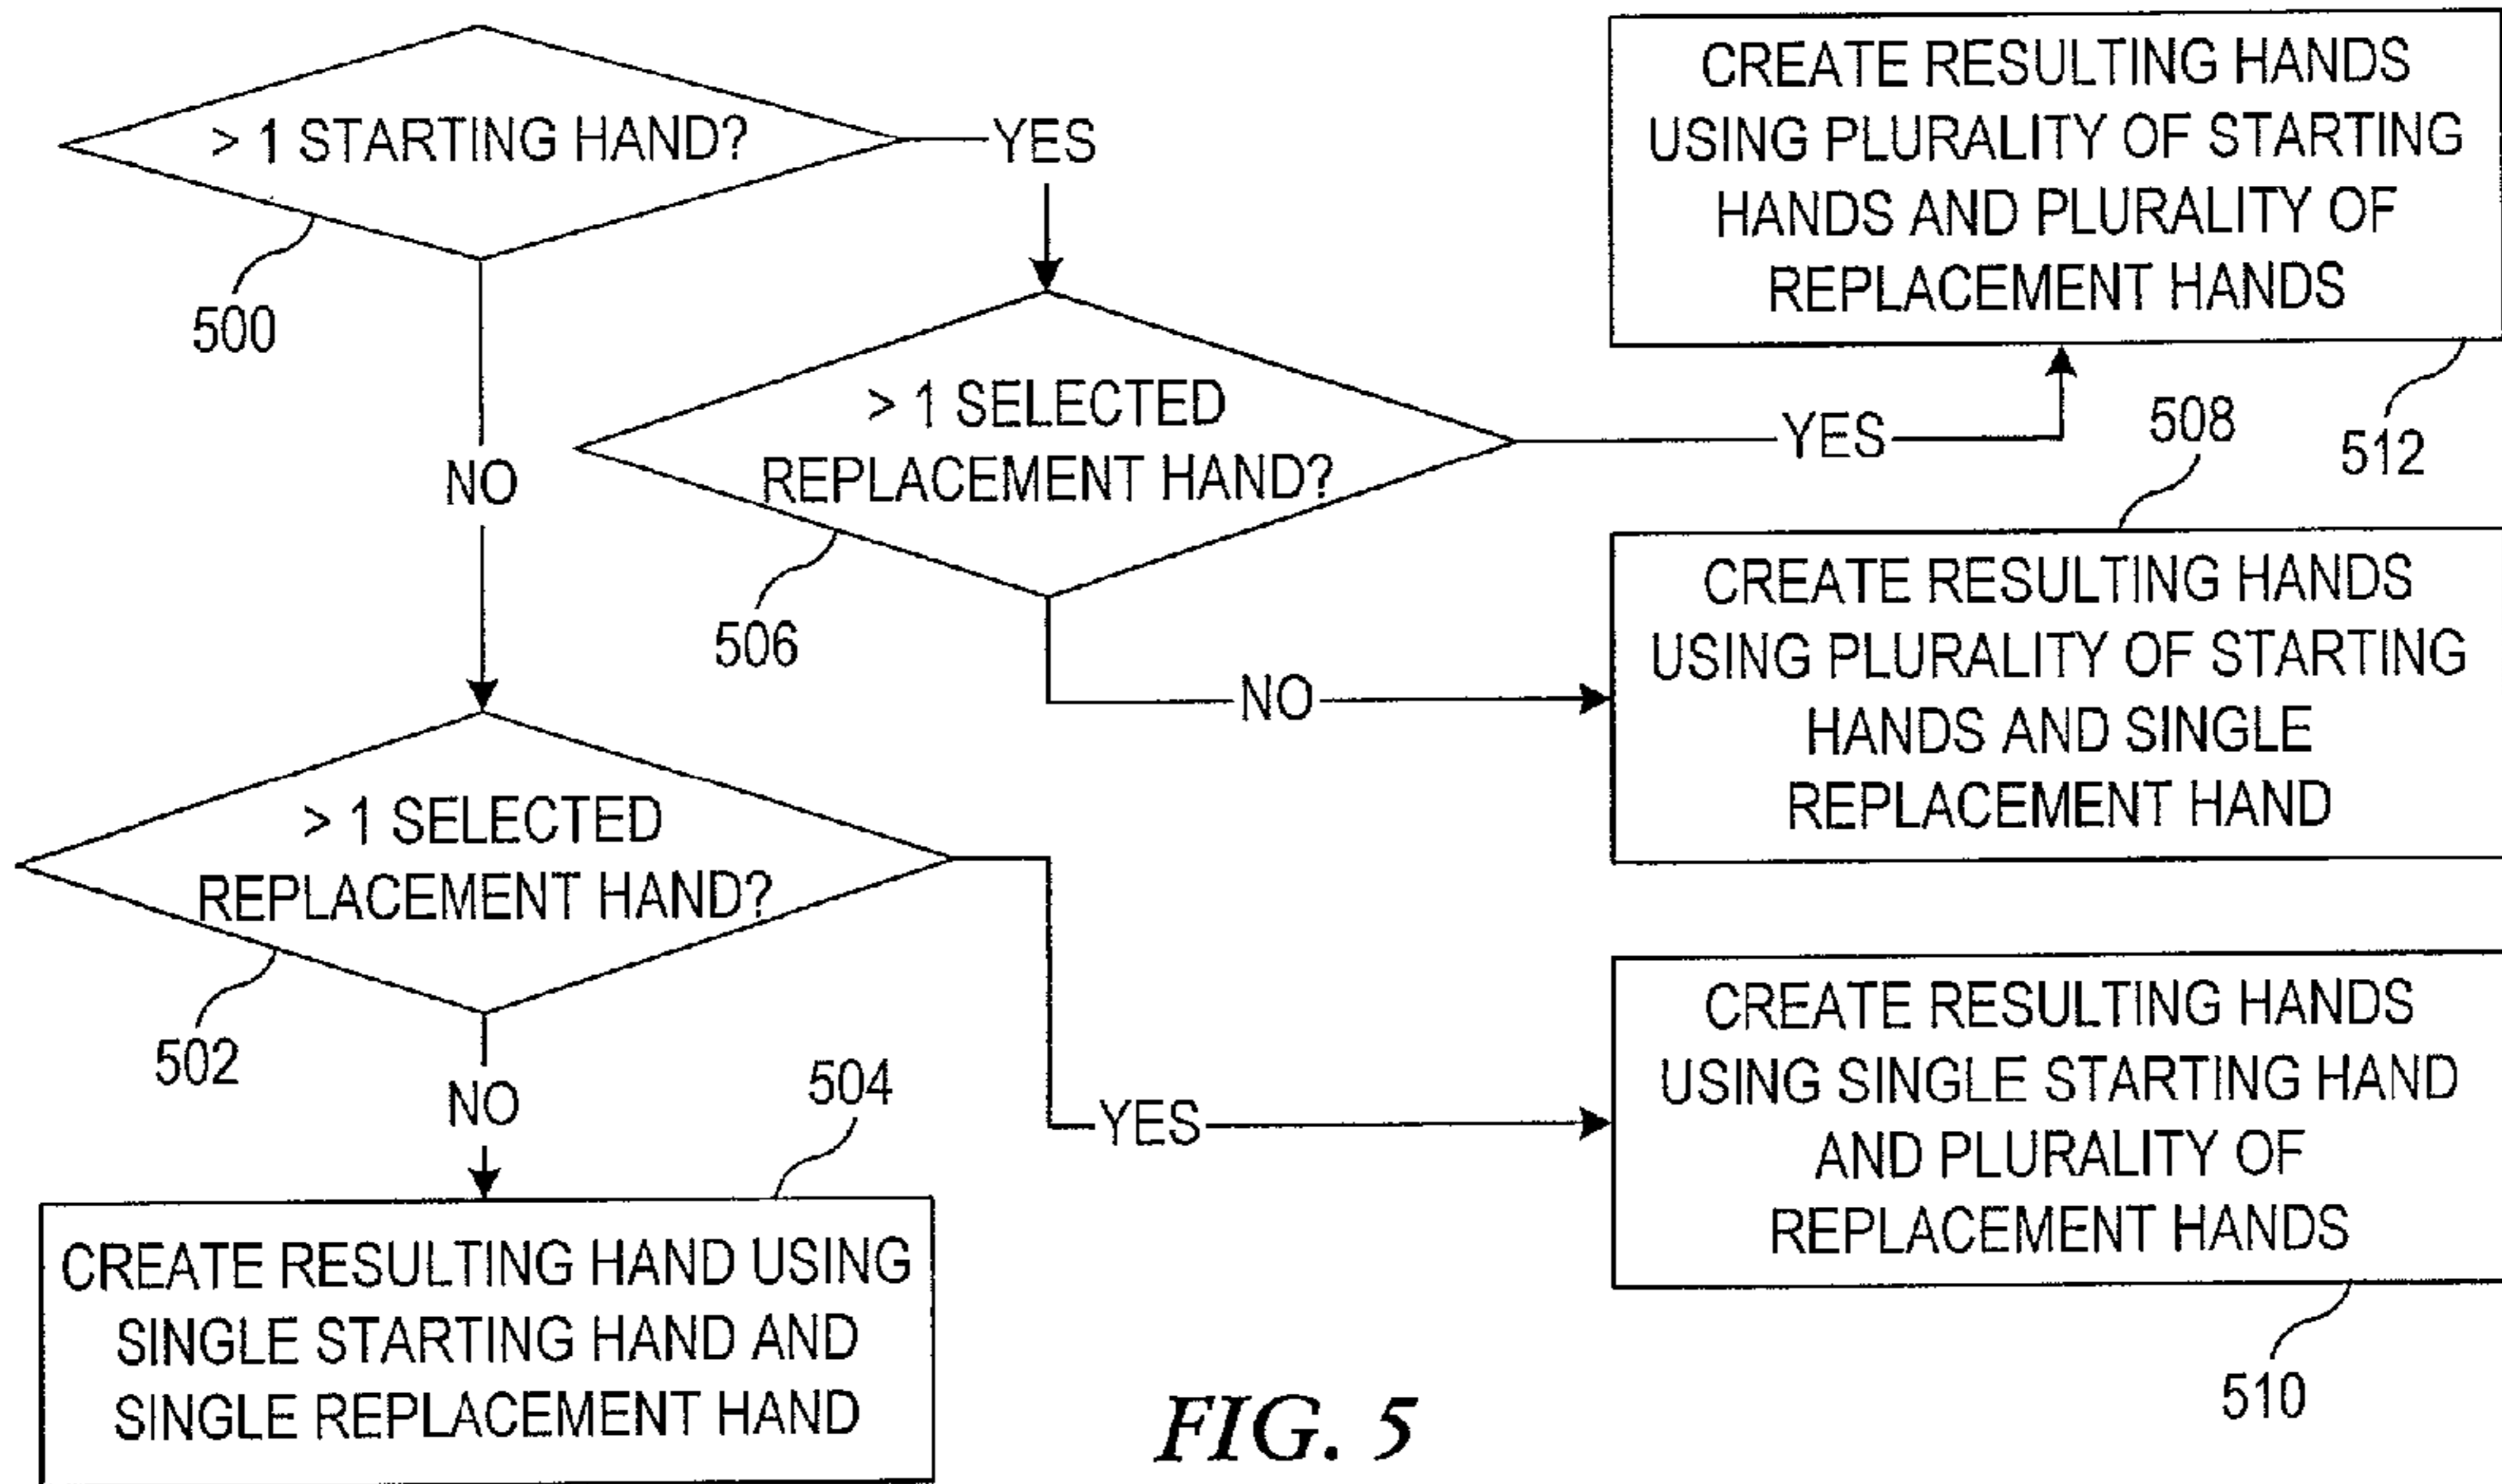 > 1 STARTING HAND?
YES
500
NO
> 1 SELECTED
REPLACEMENT HAND?
506
YES
NO
CREATE RESULTING HANDS
USING PLURALITY OF STARTING
HANDS AND PLURALITY OF
REPLACEMENT HANDS
512
508
CREATE RESULTING HANDS
USING PLURALITY OF STARTING
HANDS AND SINGLE
REPLACEMENT HAND
> 1 SELECTED
REPLACEMENT HAND?
502
NO
YES
504
CREATE RESULTING HAND USING
SINGLE STARTING HAND AND
SINGLE REPLACEMENT HAND
CREATE RESULTING HANDS
USING SINGLE STARTING HAND
AND PLURALITY OF
REPLACEMENT HANDS
510
FIG. 5